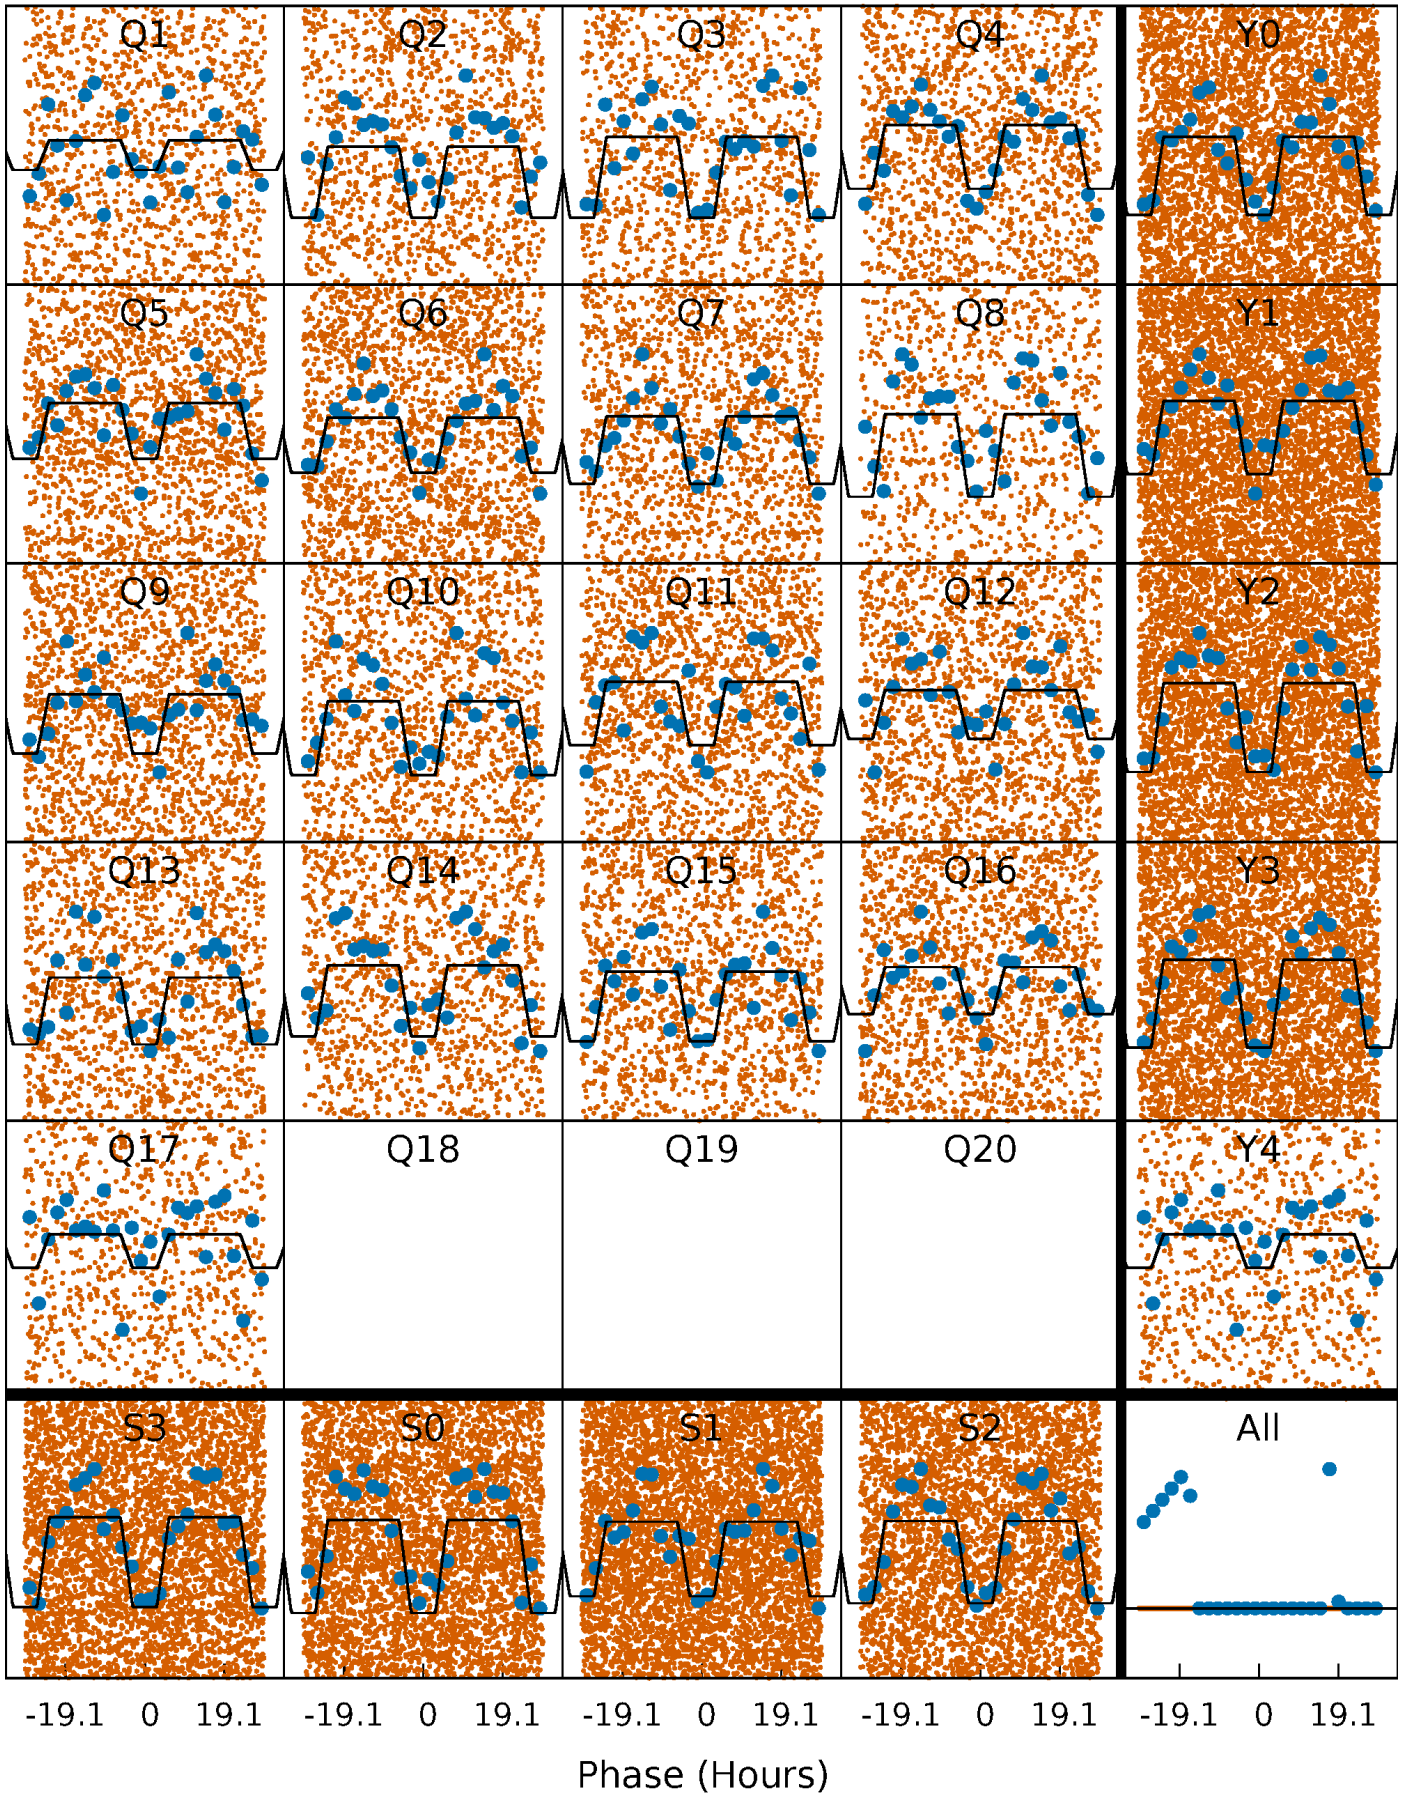 Q1 Q2 Q3 Q4 Y0
Q5 Q6 Q7 Q8 Y1
Q9 Q10 Q11 Q12 Y2
Q13 Q14 Q15 Q16 Y3
Q17 Q18 Q19 Q20 Y4
S3 S0 S1 S2 All
-19.1 0 19.1 -19.1 0 19.1 -19.1 0 19.1 -19.1 0 19.1 -19.1 0 19.1
Phase (Hours)